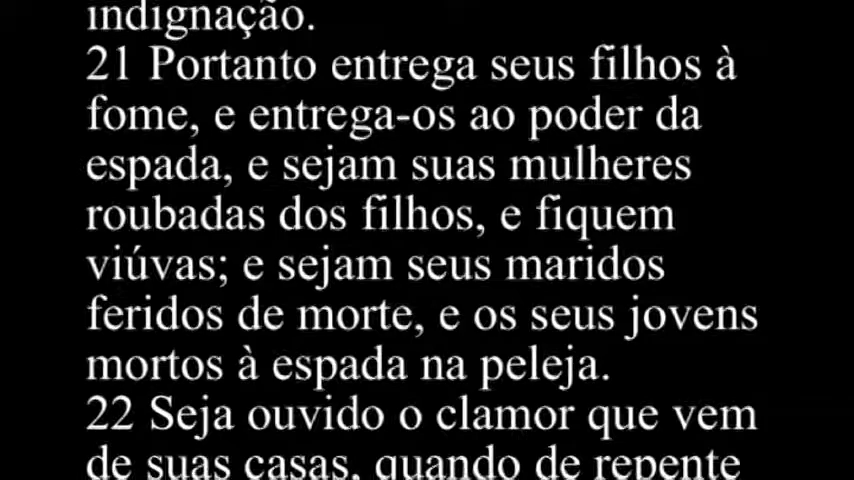 indignação.
21 Portanto entrega seus filhos à
fome, e entrega-os ao poder da
espada, e sejam suas mulheres
roubadas dos filhos, e fiquem
viúvas; e sejam seus maridos
feridos de morte, e os seus jovens
mortos à espada na peleja.
22 Seja ouvido o clamor que vem
de suas casas, quando de repente